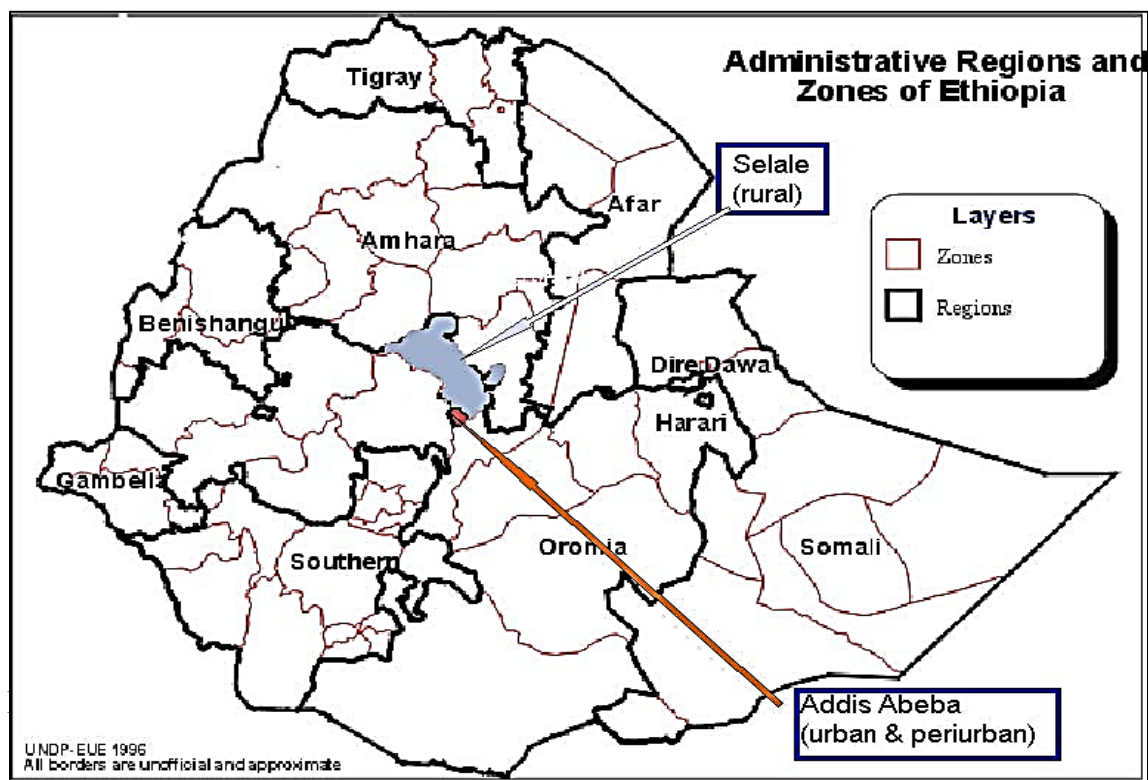 Administrative Regions and
Zones of Ethiopia
Tigray
Selale
(rural)
Afar
Layers
Zones
Regions
Amhara
Benishangu
Dire Dawa
Harari
Gambella
Oromia
Somali
Southern
Addis Abeba
(urban & periurban)
UNDP-EUE 1996
All borders are unofficial and approximate